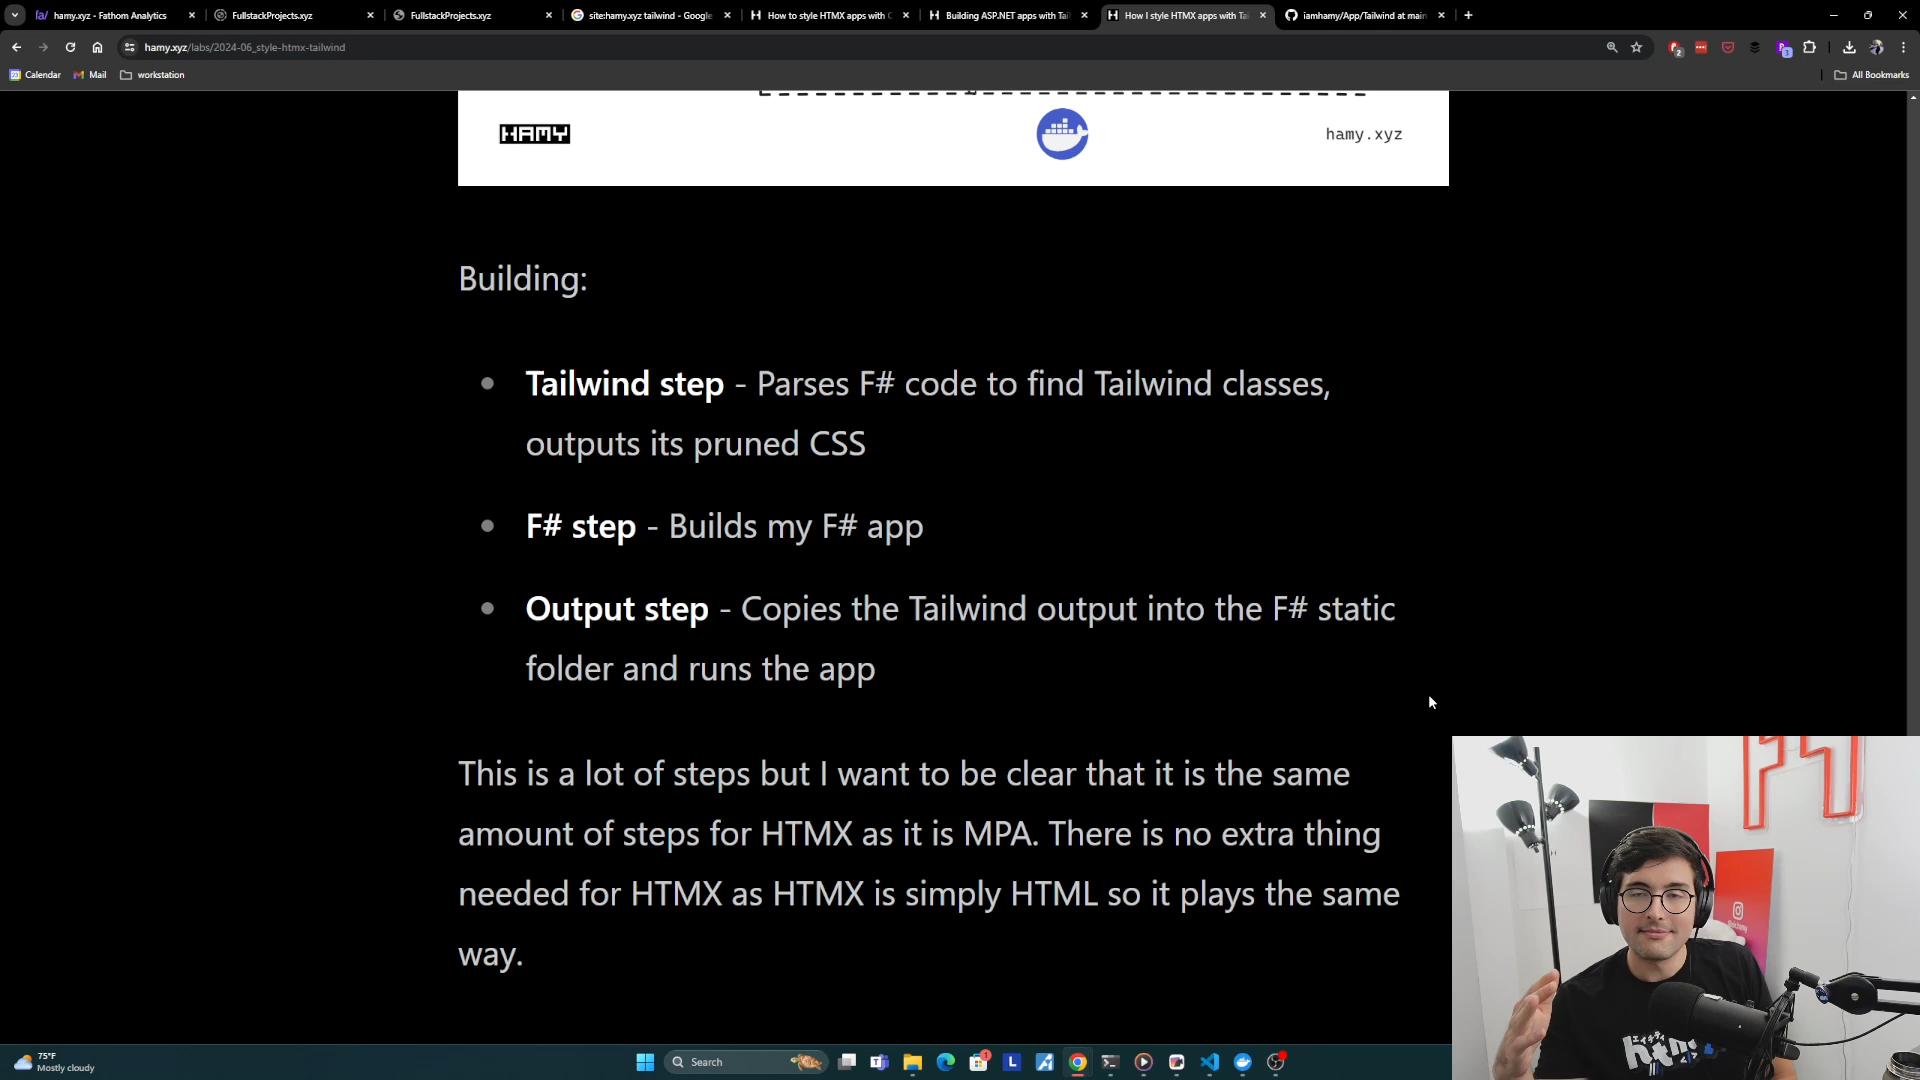 hamy.xyz - Fathom Analytics
FullstackProjects.xyz
FullstackProjects.xyz
site:hamy.xyz tailwind - Google
How to style HTMX apps with C
Building ASP.NET apps with Tail
How I style HTMX apps with Tai
iamhamy/App/Tailwind at main
hamy.xyz/labs/2024-06_style-htmx-tailwind
Calendar
Mail
workstation
All Bookmarks
HAMY
hamy.xyz
Building:
Tailwind step - Parses F# code to find Tailwind classes,
outputs its pruned CSS
F# step - Builds my F# app
Output step - Copies the Tailwind output into the F# static
folder and runs the app
This is a lot of steps but I want to be clear that it is the same
amount of steps for HTMX as it is MPA. There is no extra thing
needed for HTMX as HTMX is simply HTML so it plays the same
way.
75°F
Mostly cloudy
Search